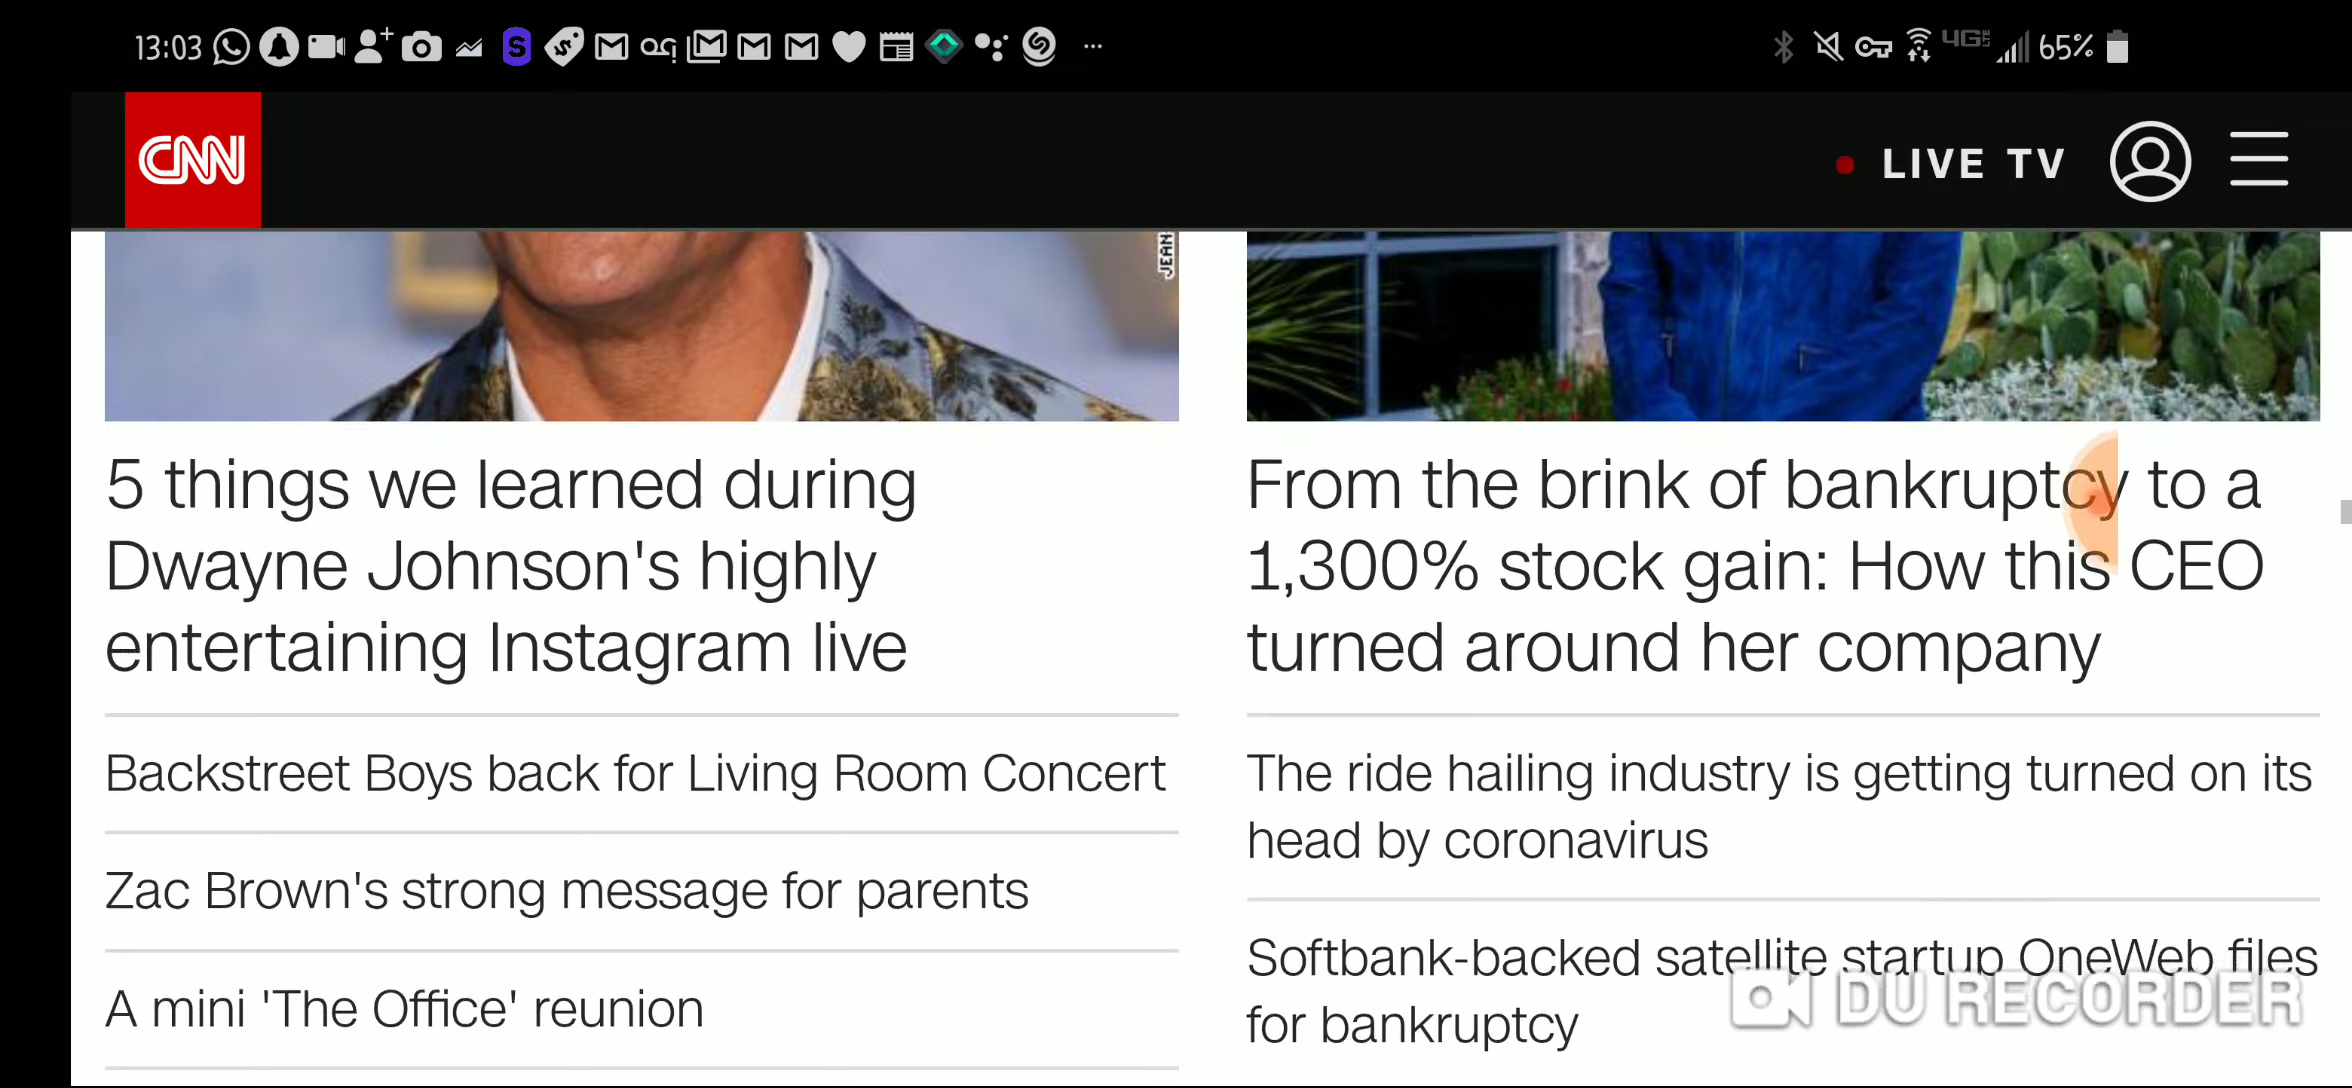 13:03
4G
65%
CNN
LIVE TV
JEAN
5 things we learned during
Dwayne Johnson's highly
entertaining Instagram live
Backstreet Boys back for Living Room Concert
Zac Brown's strong message for parents
A mini 'The Office' reunion
From the brink of bankruptcy to a
1,300% stock gain: How this CEO
turned around her company
The ride hailing industry is getting turned on its
head by coronavirus
Softbank-backed satellite startup OneWeb files
for bankruptcy
DU RECORDER